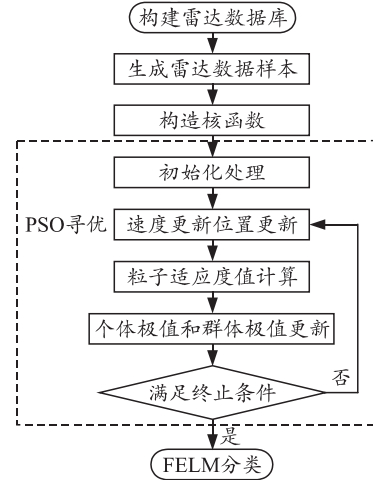 构建雷达数据库
生成雷达数据样本
构造核函数
初始化处理
PSO寻优
速度更新位置更新
粒子适应度值计算
个体极值和群体极值更新
满足终止条件
否
是
FELM分类